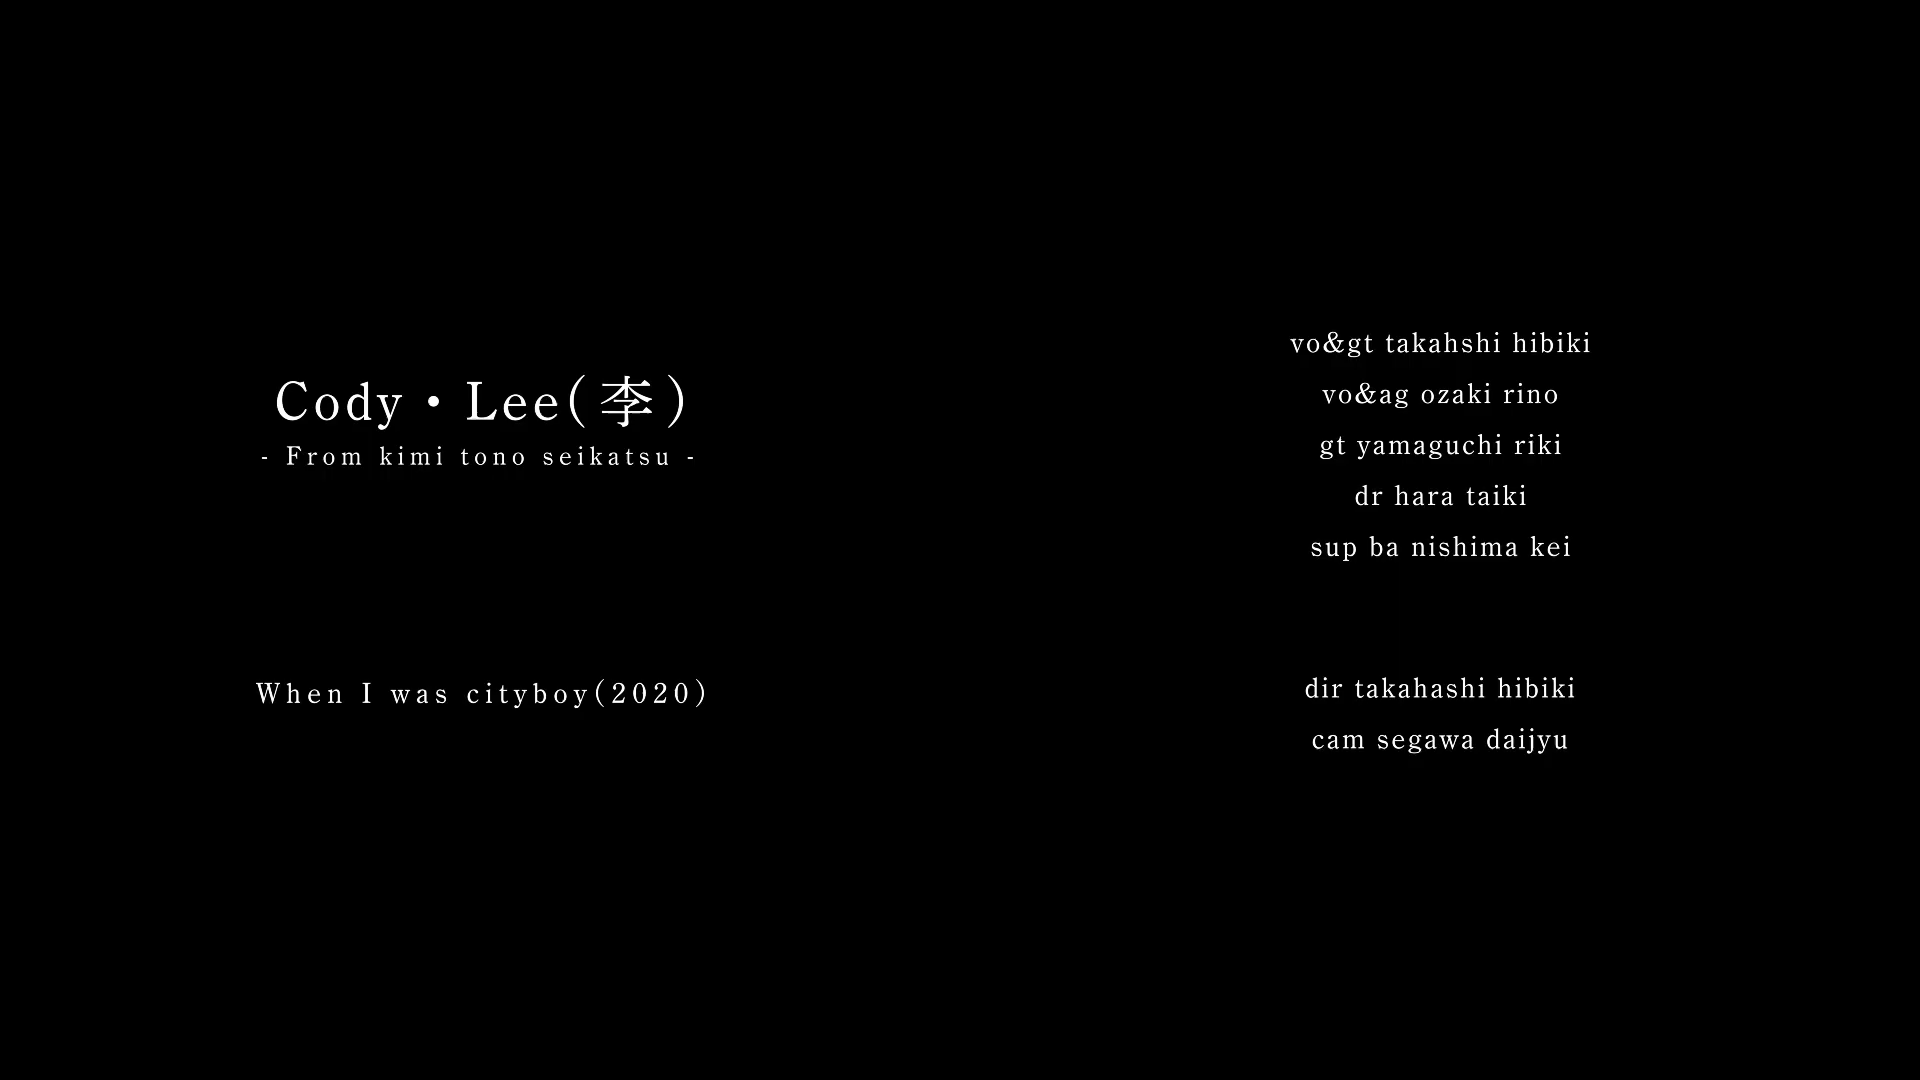 Cody・Lee(李)
- From kimi tono seikatsu -
When I was cityboy(2020)
vo&gt takahshi hibiki
vo&ag ozaki rino
gt yamaguchi riki
dr hara taiki
sup ba nishima kei
dir takahashi hibiki
cam segawa daijyu